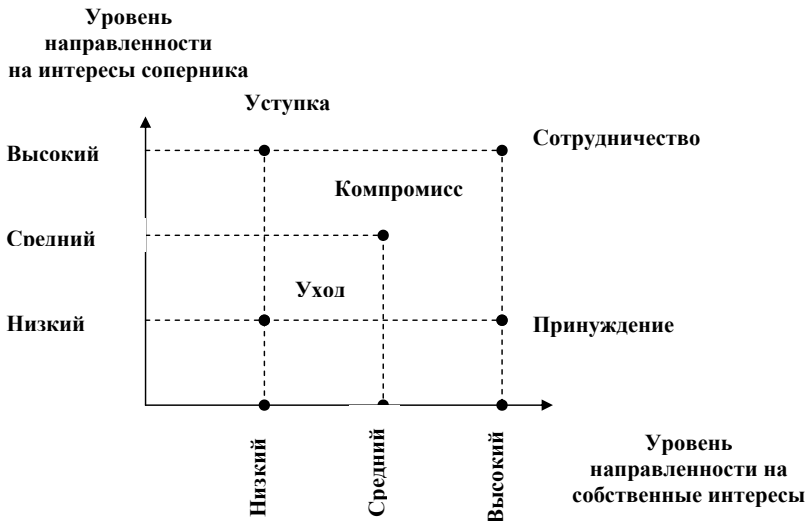 Уровень
направленности
на интересы соперника
Уступка
Высокий
Сотрудничество
Компромисс
Средний
Уход
Низкий
Принуждение
Низкий
Средний
Высокий
Уровень
направленности на
собственные интересы